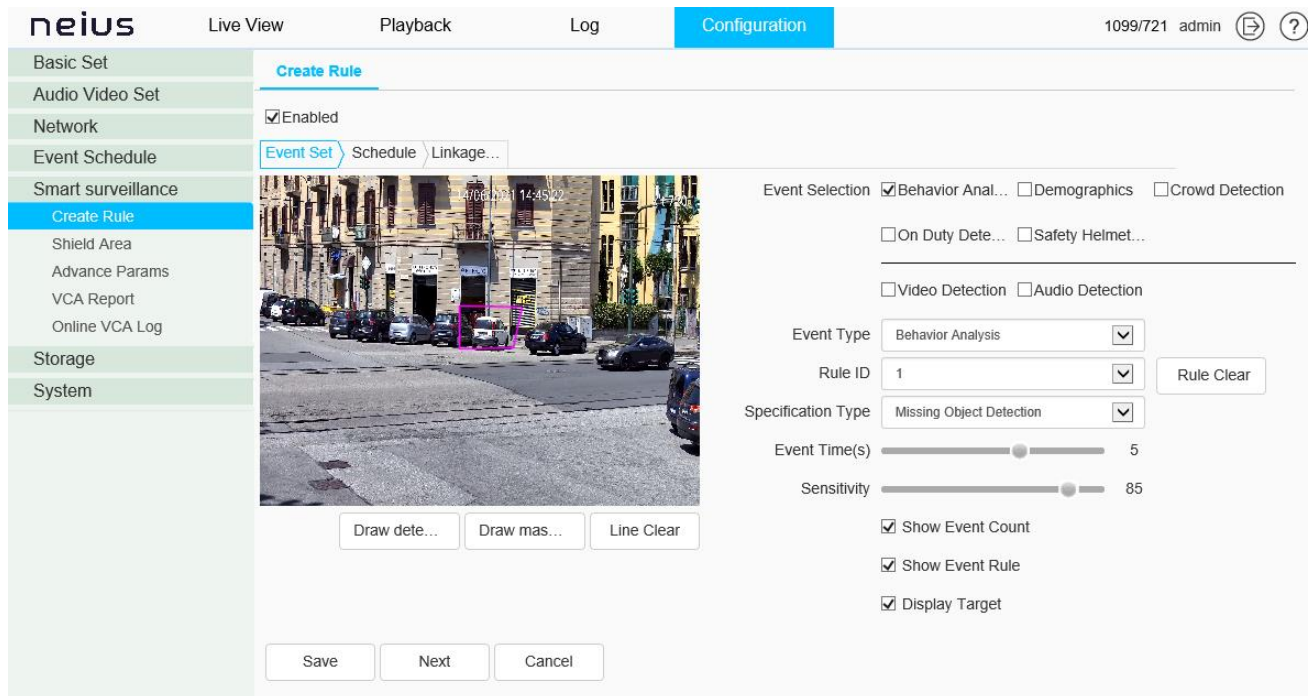 neius Live View Playback Log Configuration 1099/721 admin ?
Basic Set
Audio Video Set
Network
Event Schedule
Smart surveillance
Create Rule
Shield Area
Advance Params
VCA Report
Online VCA Log
Storage
System
Create Rule
Enabled
Event Set Schedule Linkage...
14:45:22
Event Selection Behavior Anal... Demographics Crowd Detection
On Duty Dete... Safety Helmet...
Video Detection Audio Detection
Event Type Behavior Analysis
Rule ID 1 Rule Clear
Specification Type Missing Object Detection
Event Time(s) 5
Sensitivity 85
Show Event Count
Show Event Rule
Display Target
Draw dete... Draw mas... Line Clear
Save Next Cancel